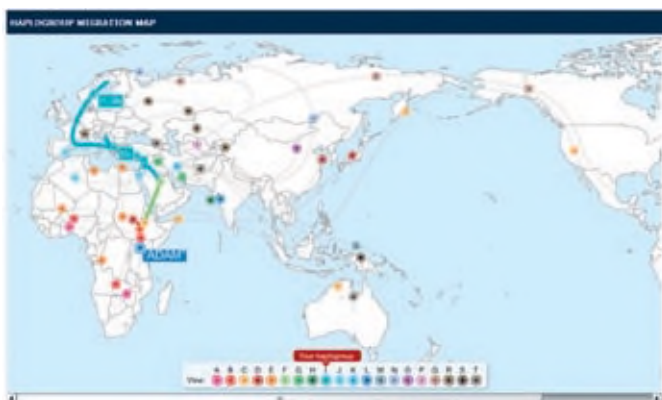 HAPLOGROUP MIGRATION MAP
"ADAM"
Your haplogroup
A B C D E F G H I J K L M N O P Q R S T
View: